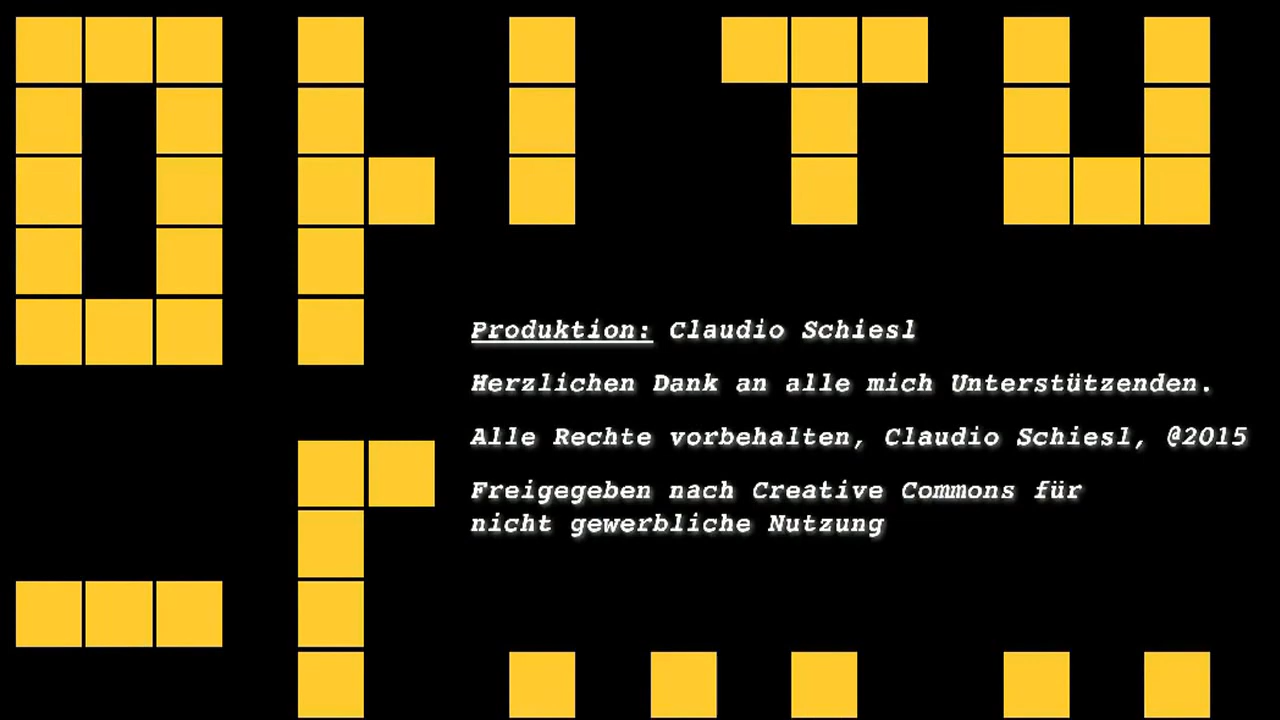 Produktion: Claudio Schiesl
Herzlichen Dank an alle mich Unterstützenden.
Alle Rechte vorbehalten, Claudio Schiesl, @2015
Freigegeben nach Creative Commons für
nicht gewerbliche Nutzung